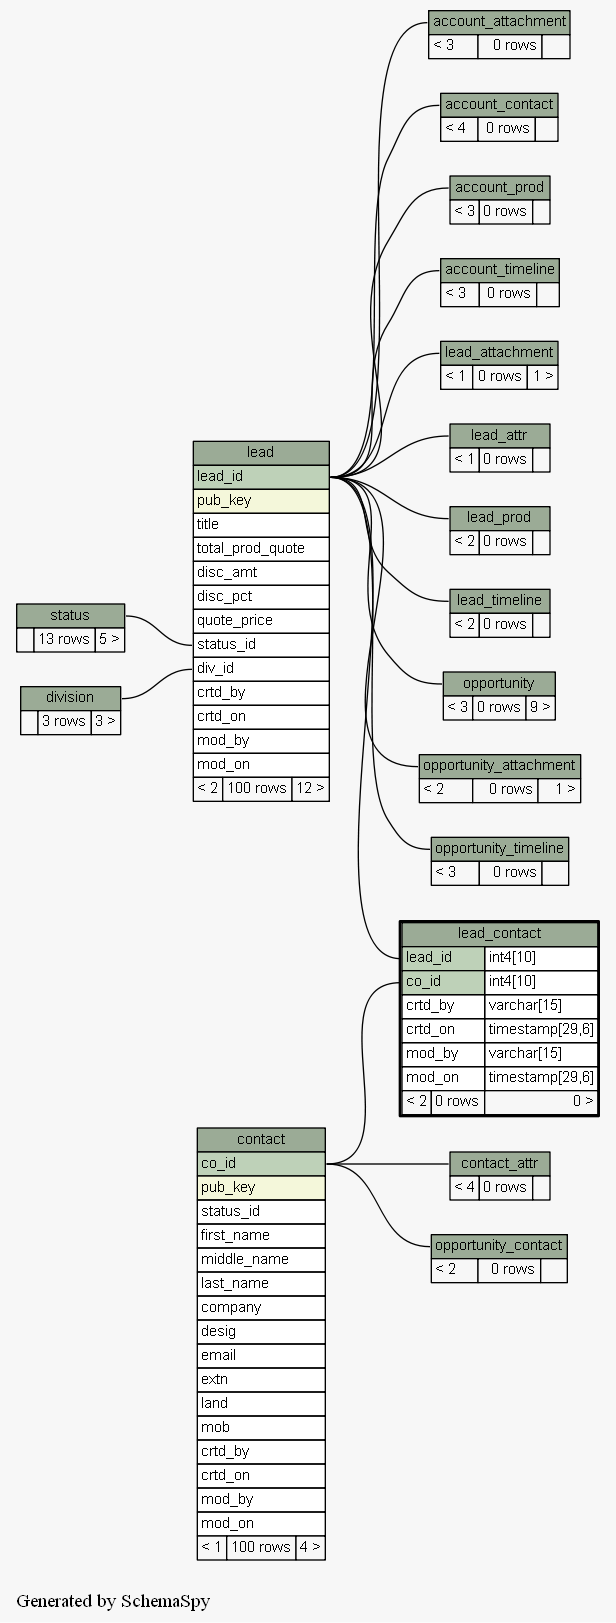 account_attachment
< 3 0 rows
account_contact
< 4 0 rows
account_prod
< 3 0 rows
account_timeline
< 3 0 rows
lead_attachment
< 1 0 rows 1 >
lead_attr
< 1 0 rows
lead_prod
< 2 0 rows
lead_timeline
< 2 0 rows
opportunity
< 3 0 rows 9 >
opportunity_attachment
< 2 0 rows 1 >
opportunity_timeline
< 3 0 rows
lead
lead_id
pub_key
title
total_prod_quote
disc_amt
disc_pct
quote_price
status_id
div_id
crtd_by
crtd_on
mod_by
mod_on
< 2 100 rows 12 >
status
13 rows 5 >
division
3 rows 3 >
lead_contact
lead_id int4[10]
co_id int4[10]
crtd_by varchar[15]
crtd_on timestamp[29,6]
mod_by varchar[15]
mod_on timestamp[29,6]
< 2 0 rows 0 >
contact
co_id
pub_key
status_id
first_name
middle_name
last_name
company
desig
email
extn
land
mob
crtd_by
crtd_on
mod_by
mod_on
< 1 100 rows 4 >
contact_attr
< 4 0 rows
opportunity_contact
< 2 0 rows
Generated by SchemaSpy